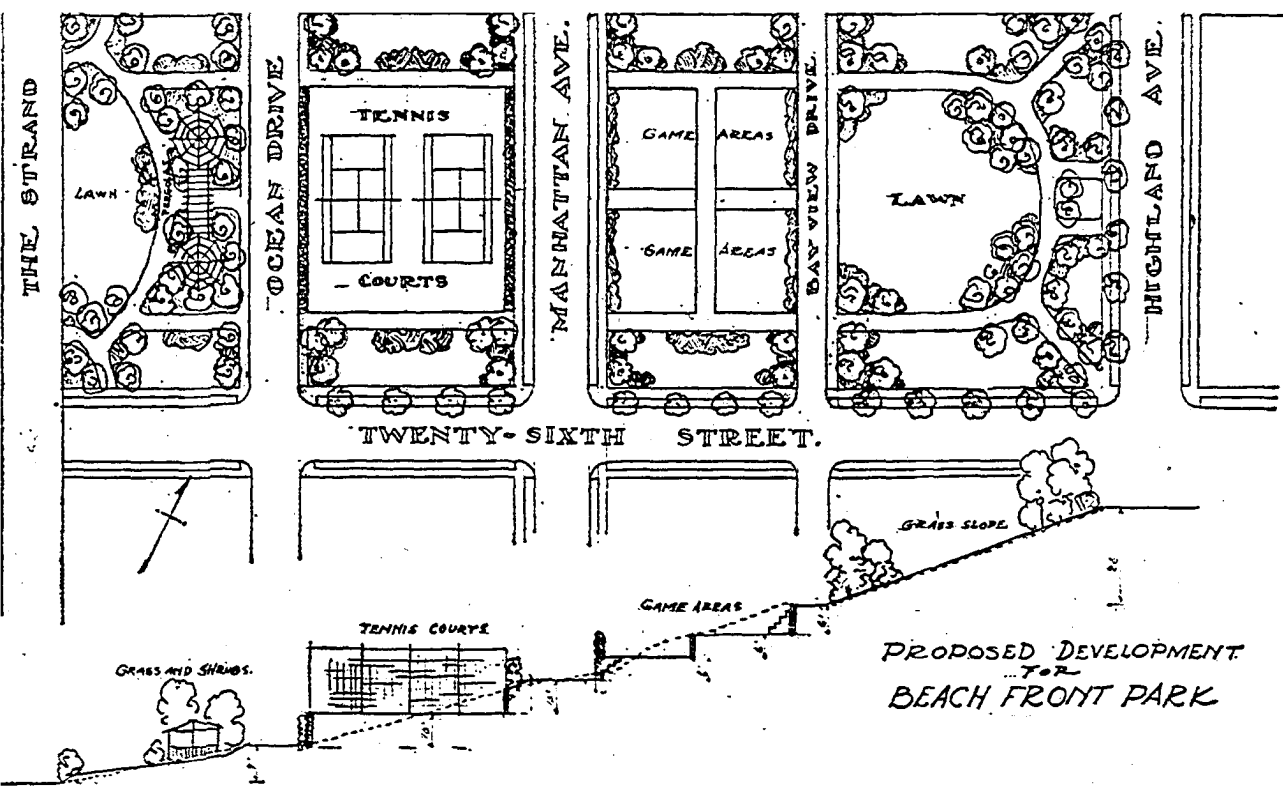 THE STRAND
LAWN
PERGOLA
OCEAN DRIVE
TENNIS
COURTS
MANHATTAN AVE.
GAME AREAS
GAME AREAS
BAY VIEW DRIVE.
LAWN
HIGHLAND AVE.
TWENTY-SIXTH STREET.
GRASS SLOPE
GAME AREAS
TENNIS COURTS
GRASS AND SHRUBS.
PROPOSED DEVELOPMENT
FOR
BEACH FRONT PARK